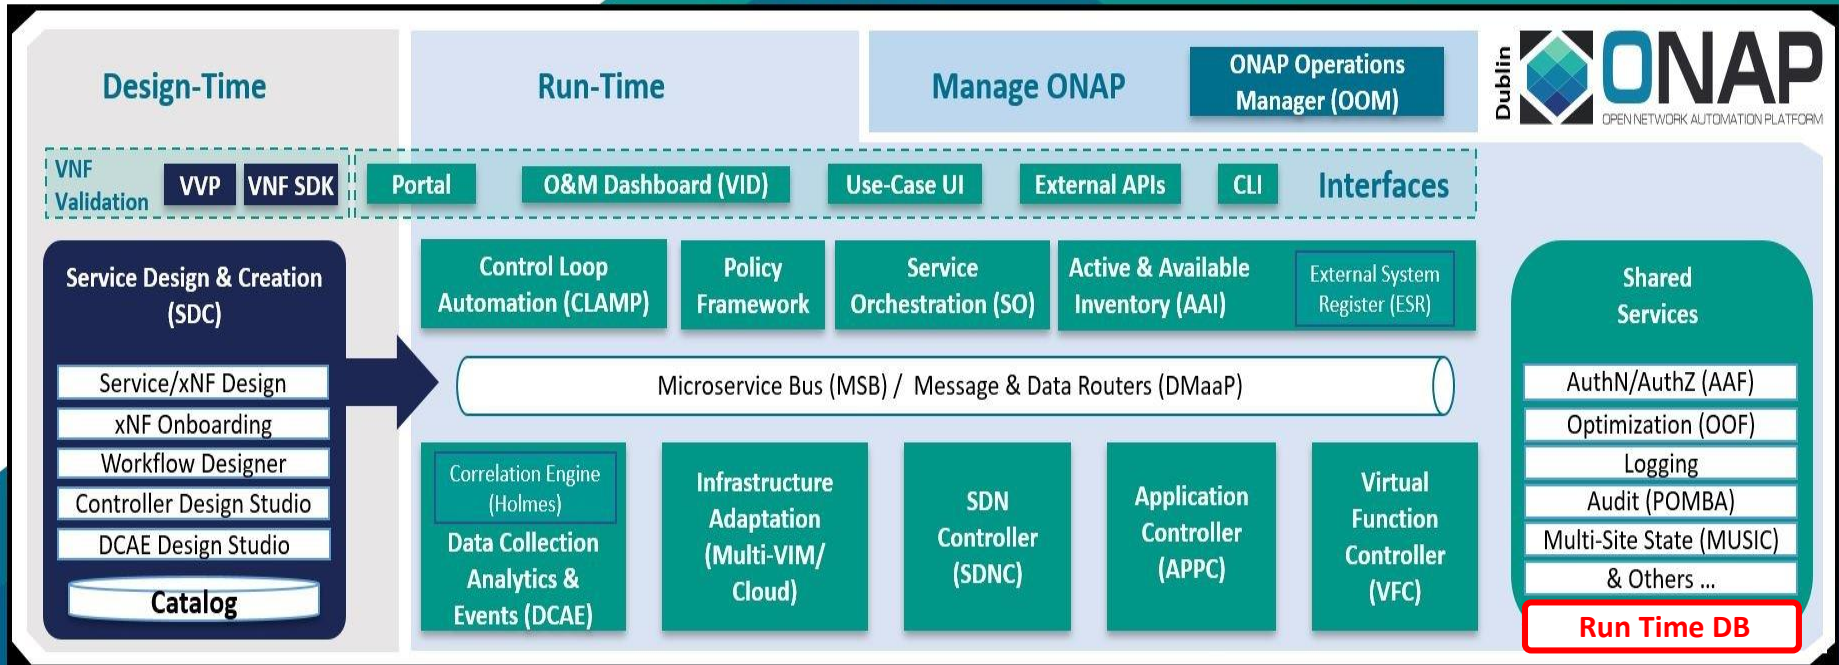 Design-Time
Run-Time
Manage ONAP
ONAP Operations
Manager (OOM)
Dublin
ONAP
OPEN NETWORK AUTOMATION PLATFORM
VNF
Validation
VVP
VNF SDK
Portal
O&M Dashboard (VID)
Use-Case UI
External APIs
CLI
Interfaces
Service Design & Creation
(SDC)
Service/xNF Design
xNF Onboarding
Workflow Designer
Controller Design Studio
DCAE Design Studio
Catalog
Control Loop
Automation (CLAMP)
Policy
Framework
Service
Orchestration (SO)
Active & Available
Inventory (AAI)
External System
Register (ESR)
Microservice Bus (MSB) / Message & Data Routers (DMaaP)
Correlation Engine
(Holmes)
Data Collection
Analytics &
Events (DCAE)
Infrastructure
Adaptation
(Multi-VIM/
Cloud)
SDN
Controller
(SDNC)
Application
Controller
(APPC)
Virtual
Function
Controller
(VFC)
Shared
Services
AuthN/AuthZ (AAF)
Optimization (OOF)
Logging
Audit (POMBA)
Multi-Site State (MUSIC)
& Others ...
Run Time DB